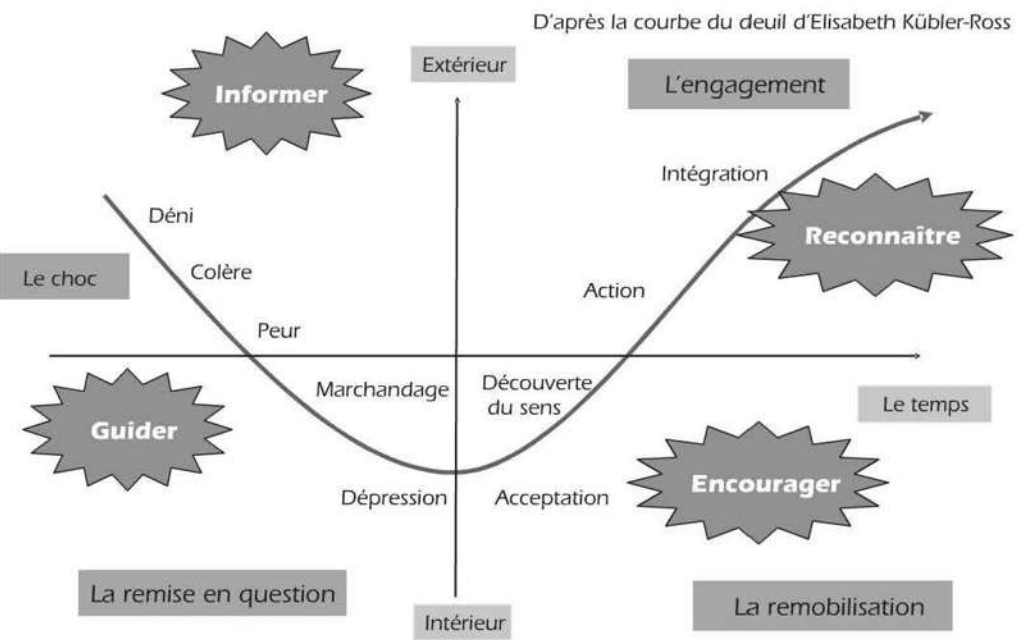 D'après la courbe du deuil d'Elisabeth Kübler-Ross
Extérieur
Informer
L'engagement
Intégration
Déni
Reconnaître
Le choc
Colère
Action
Peur
Marchandage
Découverte
du sens
Le temps
Guider
Encourager
Dépression
Acceptation
La remise en question
La remobilisation
Intérieur